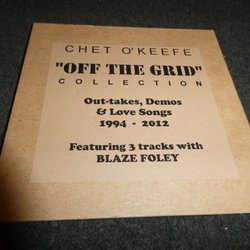 CHET O'KEEFE
"OFF THE GRID"
COLLECTION
Out-takes, Demos
& Love Songs
1994 - 2012
Featuring 3 tracks with
BLAZE FOLEY